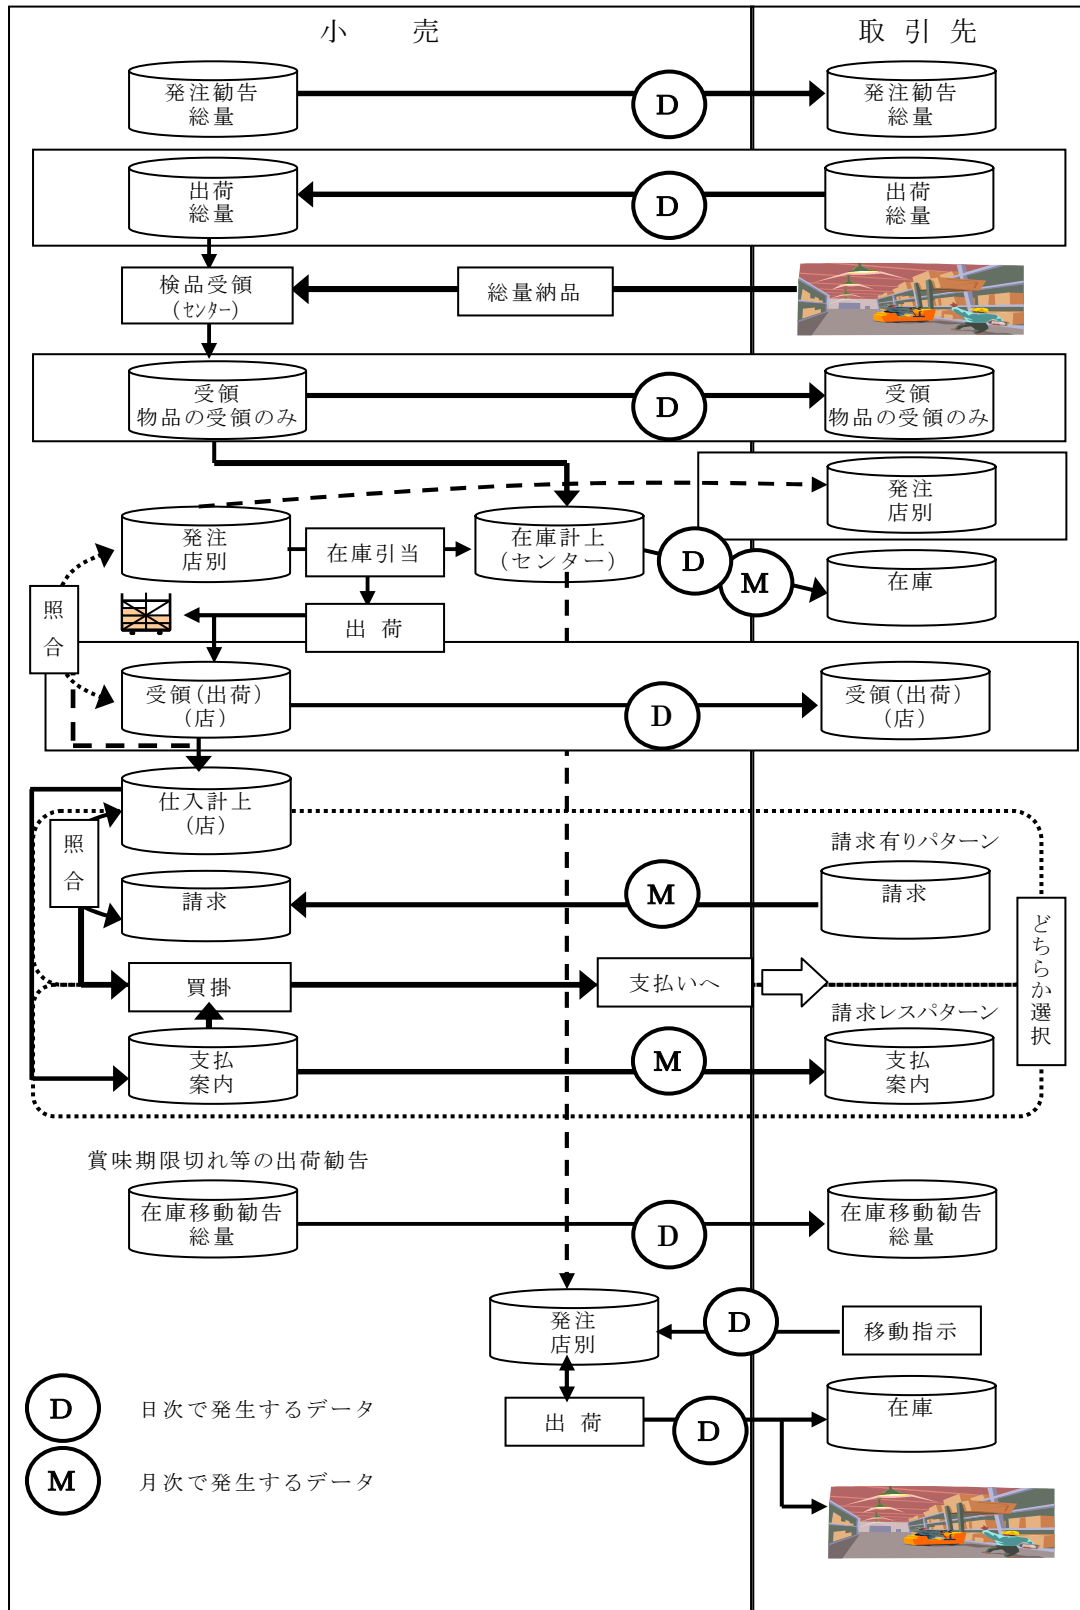 小　売
取 引 先
発注勧告
総量
D
発注勧告
総量
出荷
総量
D
出荷
総量
検品受領
(センター)
総量納品
受領
物品の受領のみ
D
受領
物品の受領のみ
発注
店別
発注
店別
在庫引当
在庫計上
(センター)
D
M
在庫
照
合
出 荷
受領(出荷)
(店)
D
受領(出荷)
(店)
仕入計上
(店)
照
合
請求有りパターン
請求
M
請求
どちらか選択
買掛
支払いへ
請求レスパターン
支払
案内
M
支払
案内
賞味期限切れ等の出荷勧告
在庫移動勧告
総量
D
在庫移動勧告
総量
発注
店別
D
移動指示
D
日次で発生するデータ
出 荷
D
在庫
M
月次で発生するデータ